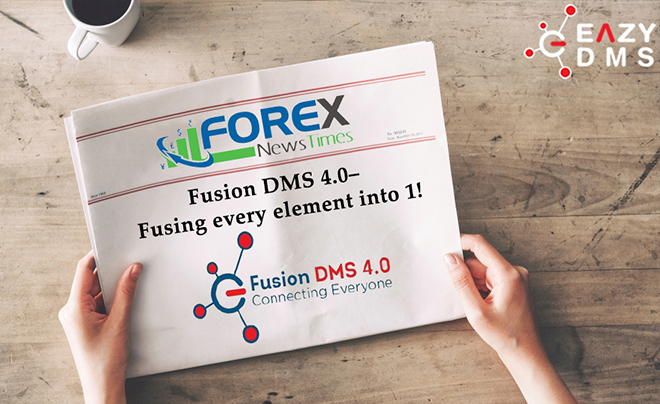 EAZY
DMS
FOREX
NewsTimes
Fusion DMS 4.0–
Fusing every element into 1!
Fusion DMS 4.0
Connecting Everyone